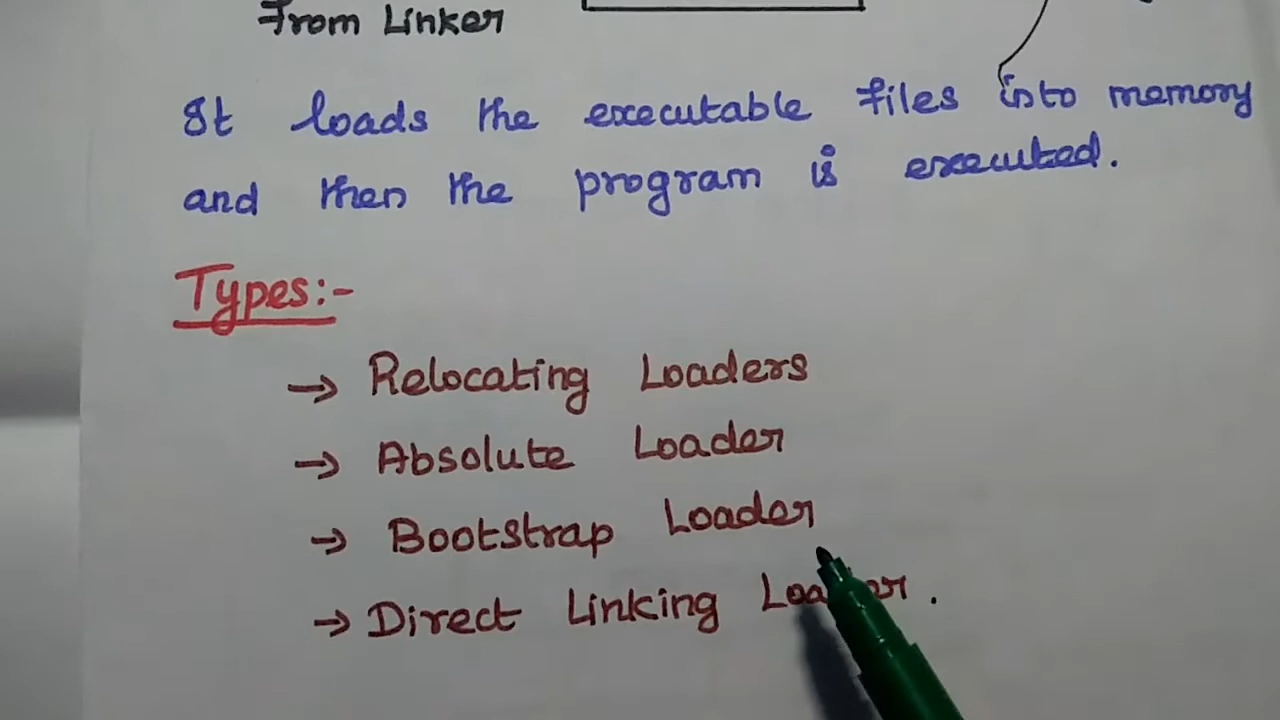 From Linker
It loads the executable files into memory
and then the program is executed.
Types:-
→ Relocating Loaders
→ Absolute Loader
→ Bootstrap Loader
→ Direct Linking Loader.